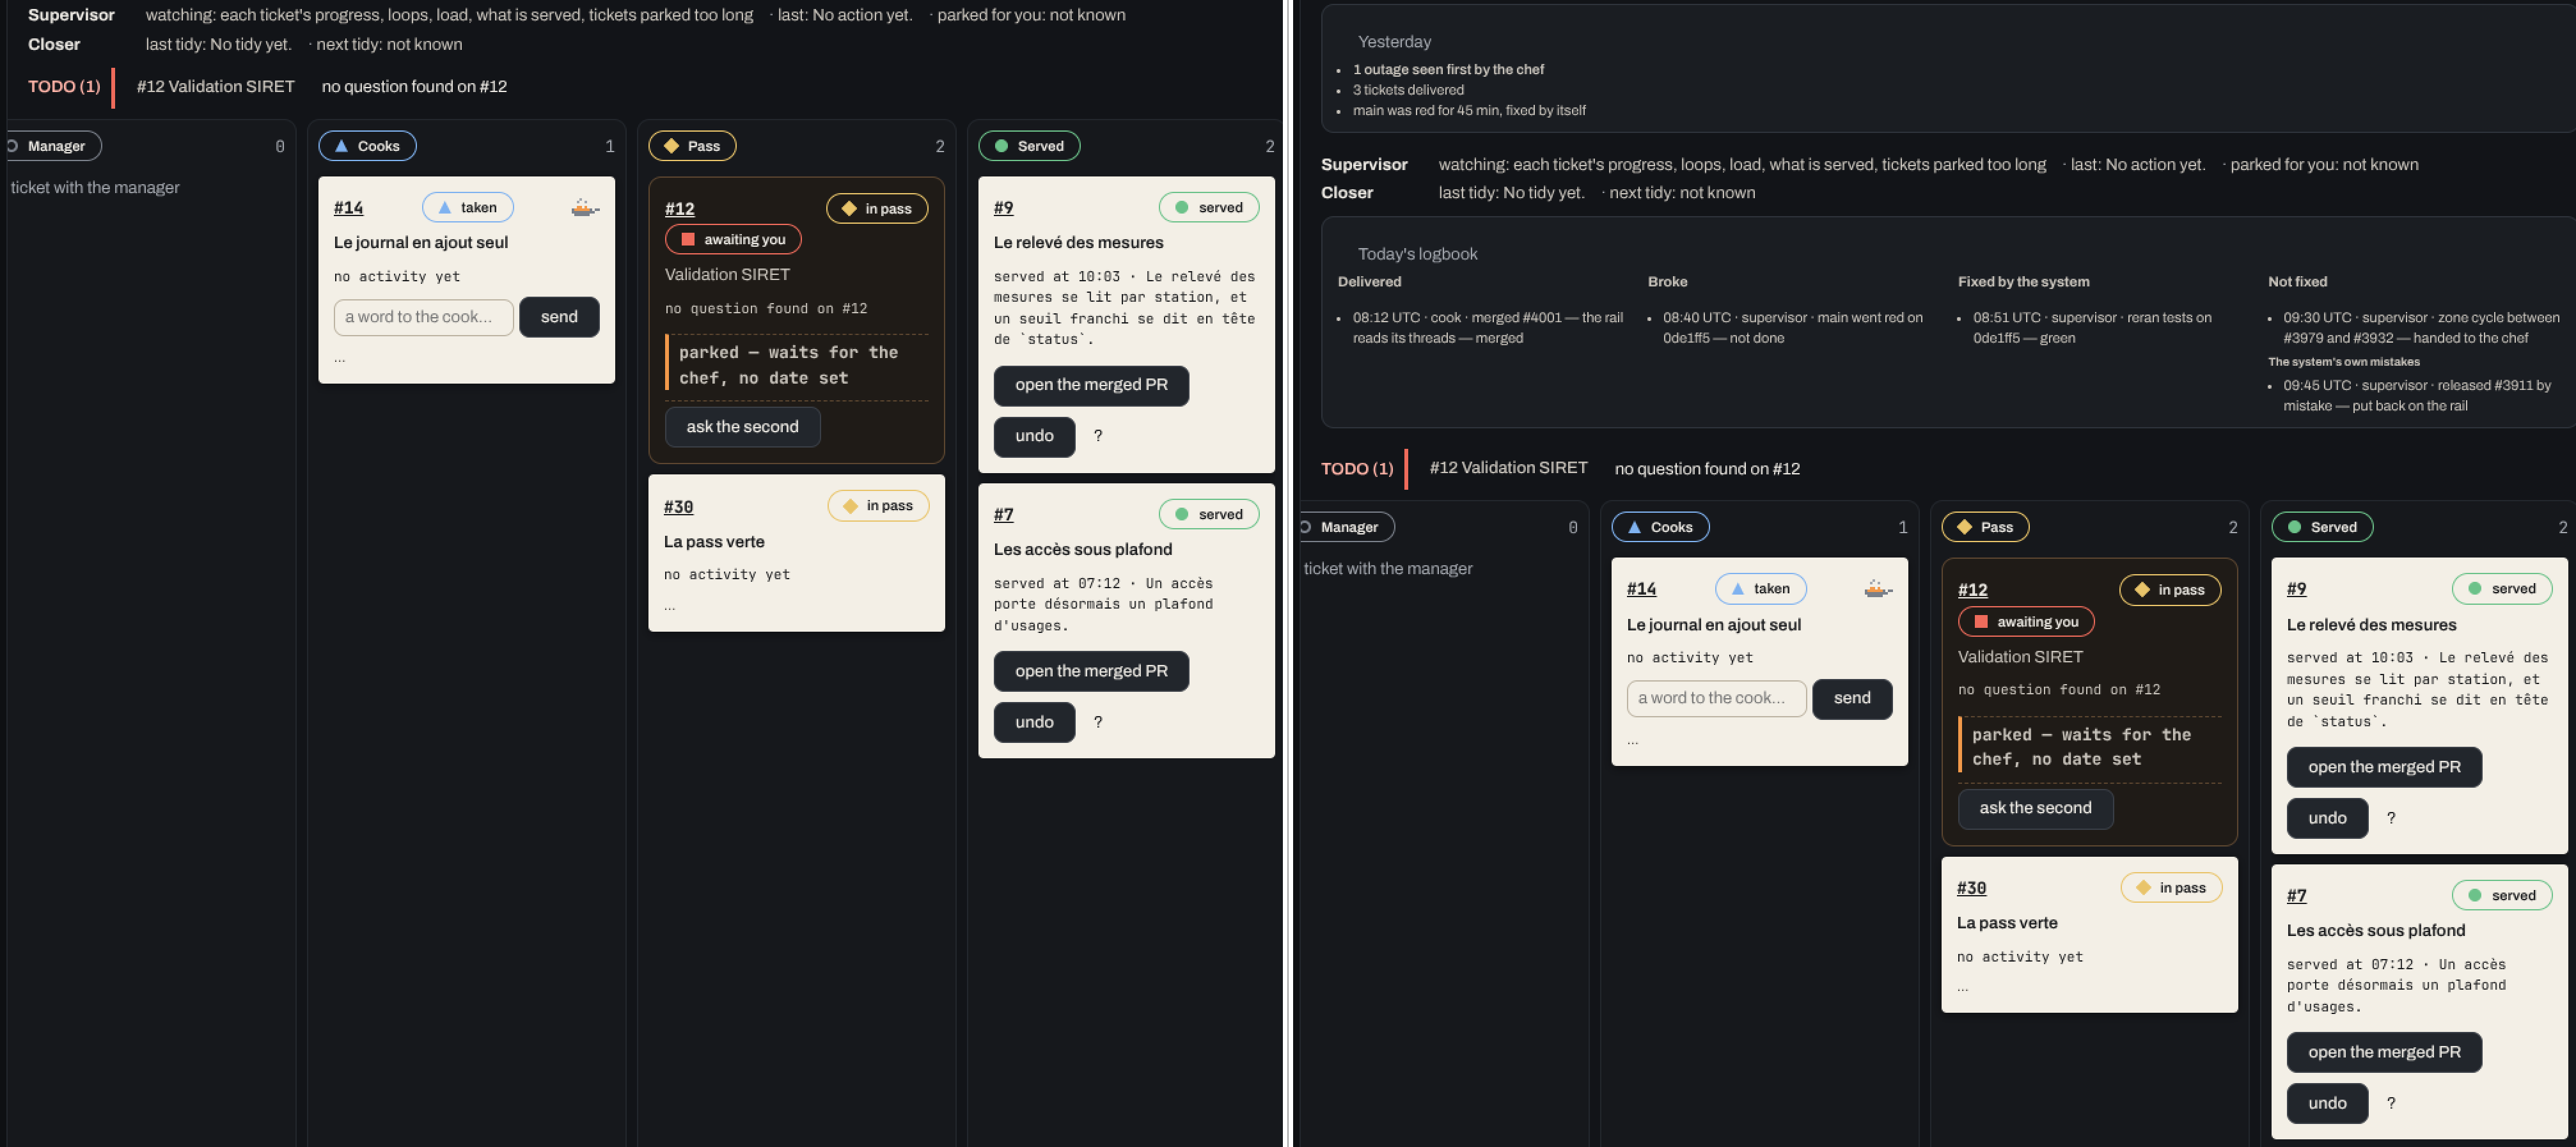 Supervisor watching: each ticket's progress, loops, load, what is served, tickets parked too long · last: No action yet. · parked for you: not known
Closer last tidy: No tidy yet. · next tidy: not known
TODO (1) #12 Validation SIRET no question found on #12
Manager 0
ticket with the manager
Cooks 1
#14 taken
Le journal en ajout seul
no activity yet
a word to the cook... send
...
Pass 2
#12 in pass
awaiting you
Validation SIRET
no question found on #12
parked — waits for the
chef, no date set
ask the second
#30 in pass
La pass verte
no activity yet
...
Served 2
#9 served
Le relevé des mesures
served at 10:03 · Le relevé des
mesures se lit par station, et
un seuil franchi se dit en tête
de `status`.
open the merged PR
undo ?
#7 served
Les accès sous plafond
served at 07:12 · Un accès
porte désormais un plafond
d'usages.
open the merged PR
undo ?
Yesterday
• 1 outage seen first by the chef
• 3 tickets delivered
• main was red for 45 min, fixed by itself
Supervisor watching: each ticket's progress, loops, load, what is served, tickets parked too long · last: No action yet. · parked for you: not known
Closer last tidy: No tidy yet. · next tidy: not known
Today's logbook
Delivered
• 08:12 UTC · cook · merged #4001 — the rail
reads its threads — merged
Broke
• 08:40 UTC · supervisor · main went red on
0de1ff5 — not done
Fixed by the system
• 08:51 UTC · supervisor · reran tests on
0de1ff5 — green
Not fixed
• 09:30 UTC · supervisor · zone cycle between
#3979 and #3932 — handed to the chef
The system's own mistakes
• 09:45 UTC · supervisor · released #3911 by
mistake — put back on the rail
TODO (1) #12 Validation SIRET no question found on #12
Manager 0
ticket with the manager
Cooks 1
#14 taken
Le journal en ajout seul
no activity yet
a word to the cook... send
...
Pass 2
#12 in pass
awaiting you
Validation SIRET
no question found on #12
parked — waits for the
chef, no date set
ask the second
#30 in pass
La pass verte
no activity yet
...
Served 2
#9 served
Le relevé des mesures
served at 10:03 · Le relevé des
mesures se lit par station, et
un seuil franchi se dit en tête
de `status`.
open the merged PR
undo ?
#7 served
Les accès sous plafond
served at 07:12 · Un accès
porte désormais un plafond
d'usages.
open the merged PR
undo ?